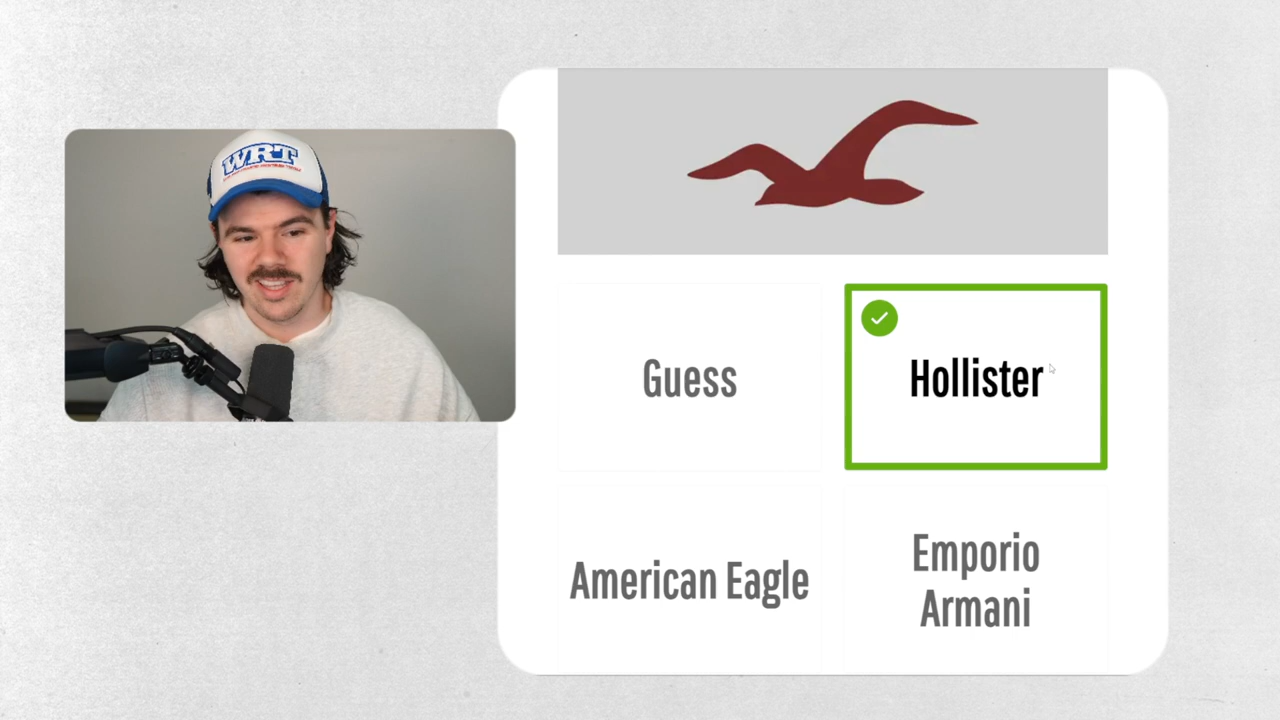 WRT
Guess
Hollister
American Eagle
Emporio
Armani